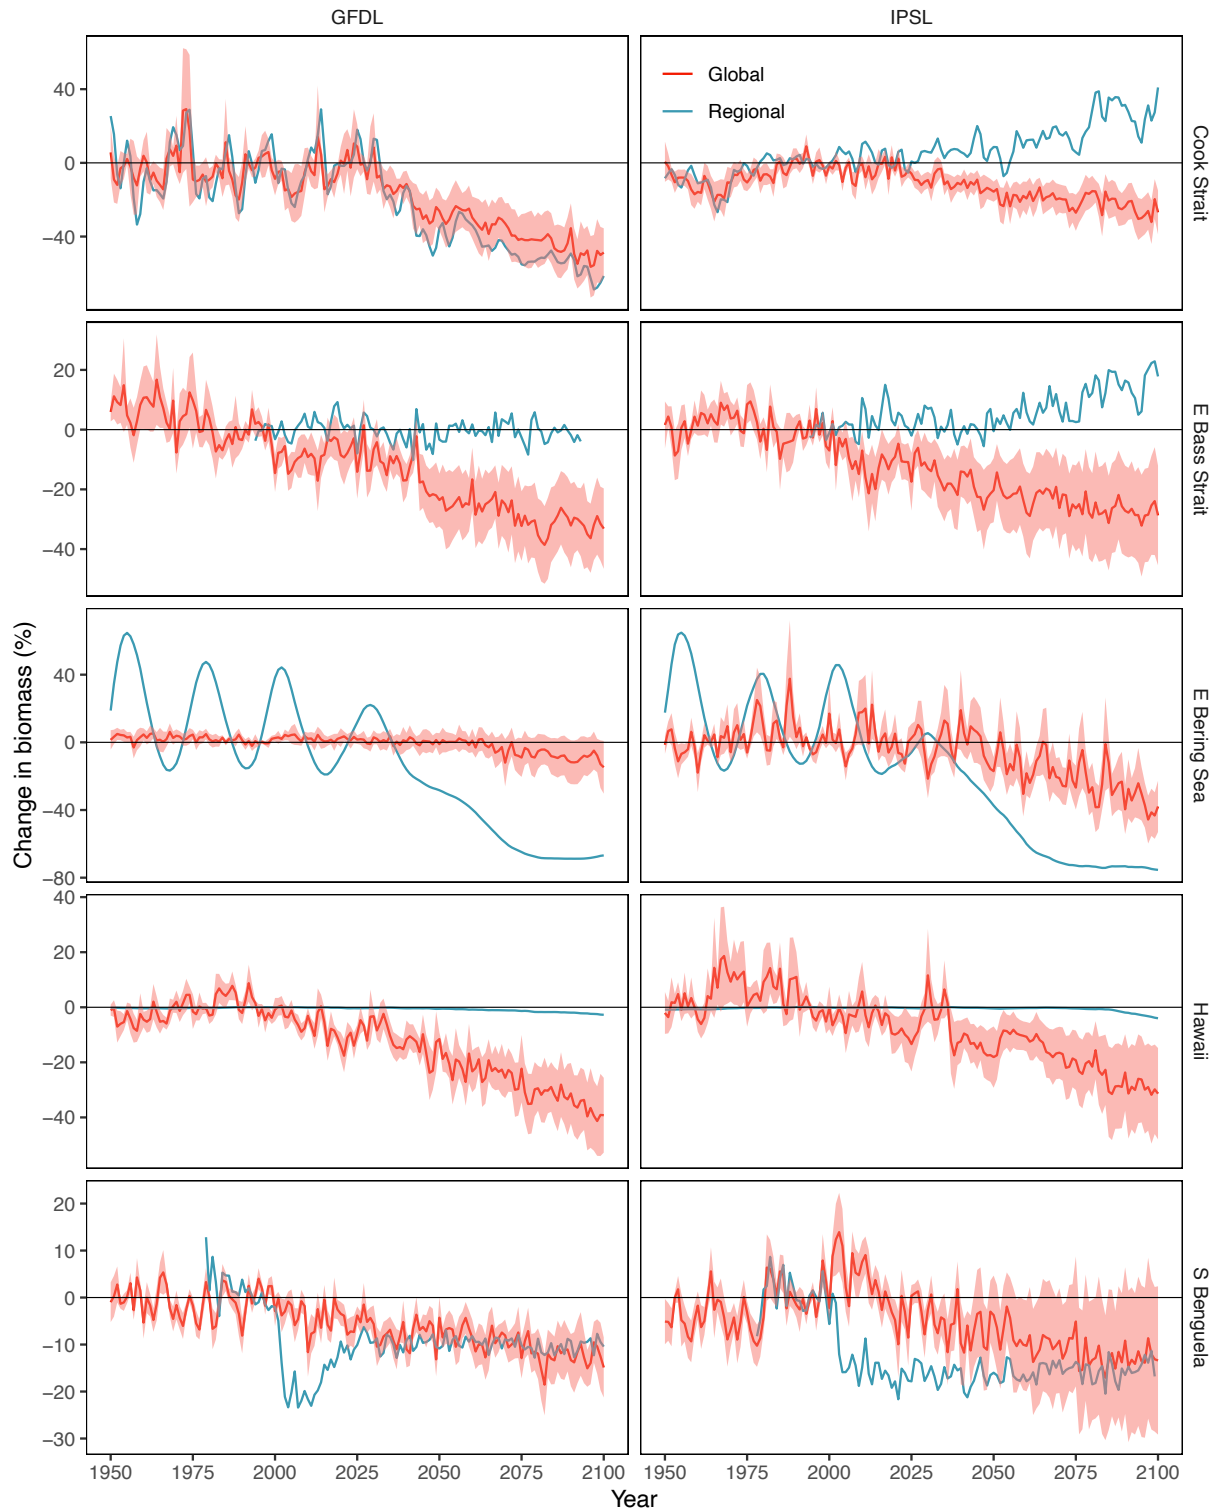 GFDL
IPSL
Global
Regional
40
0
−40
Cook Strait
20
0
−20
−40
E Bass Strait
Change in biomass (%)
40
0
−40
−80
E Bering Sea
40
20
0
−20
−40
Hawaii
20
10
0
−10
−20
−30
S Benguela
1950 1975 2000 2025 2050 2075 2100
1950 1975 2000 2025 2050 2075 2100
Year